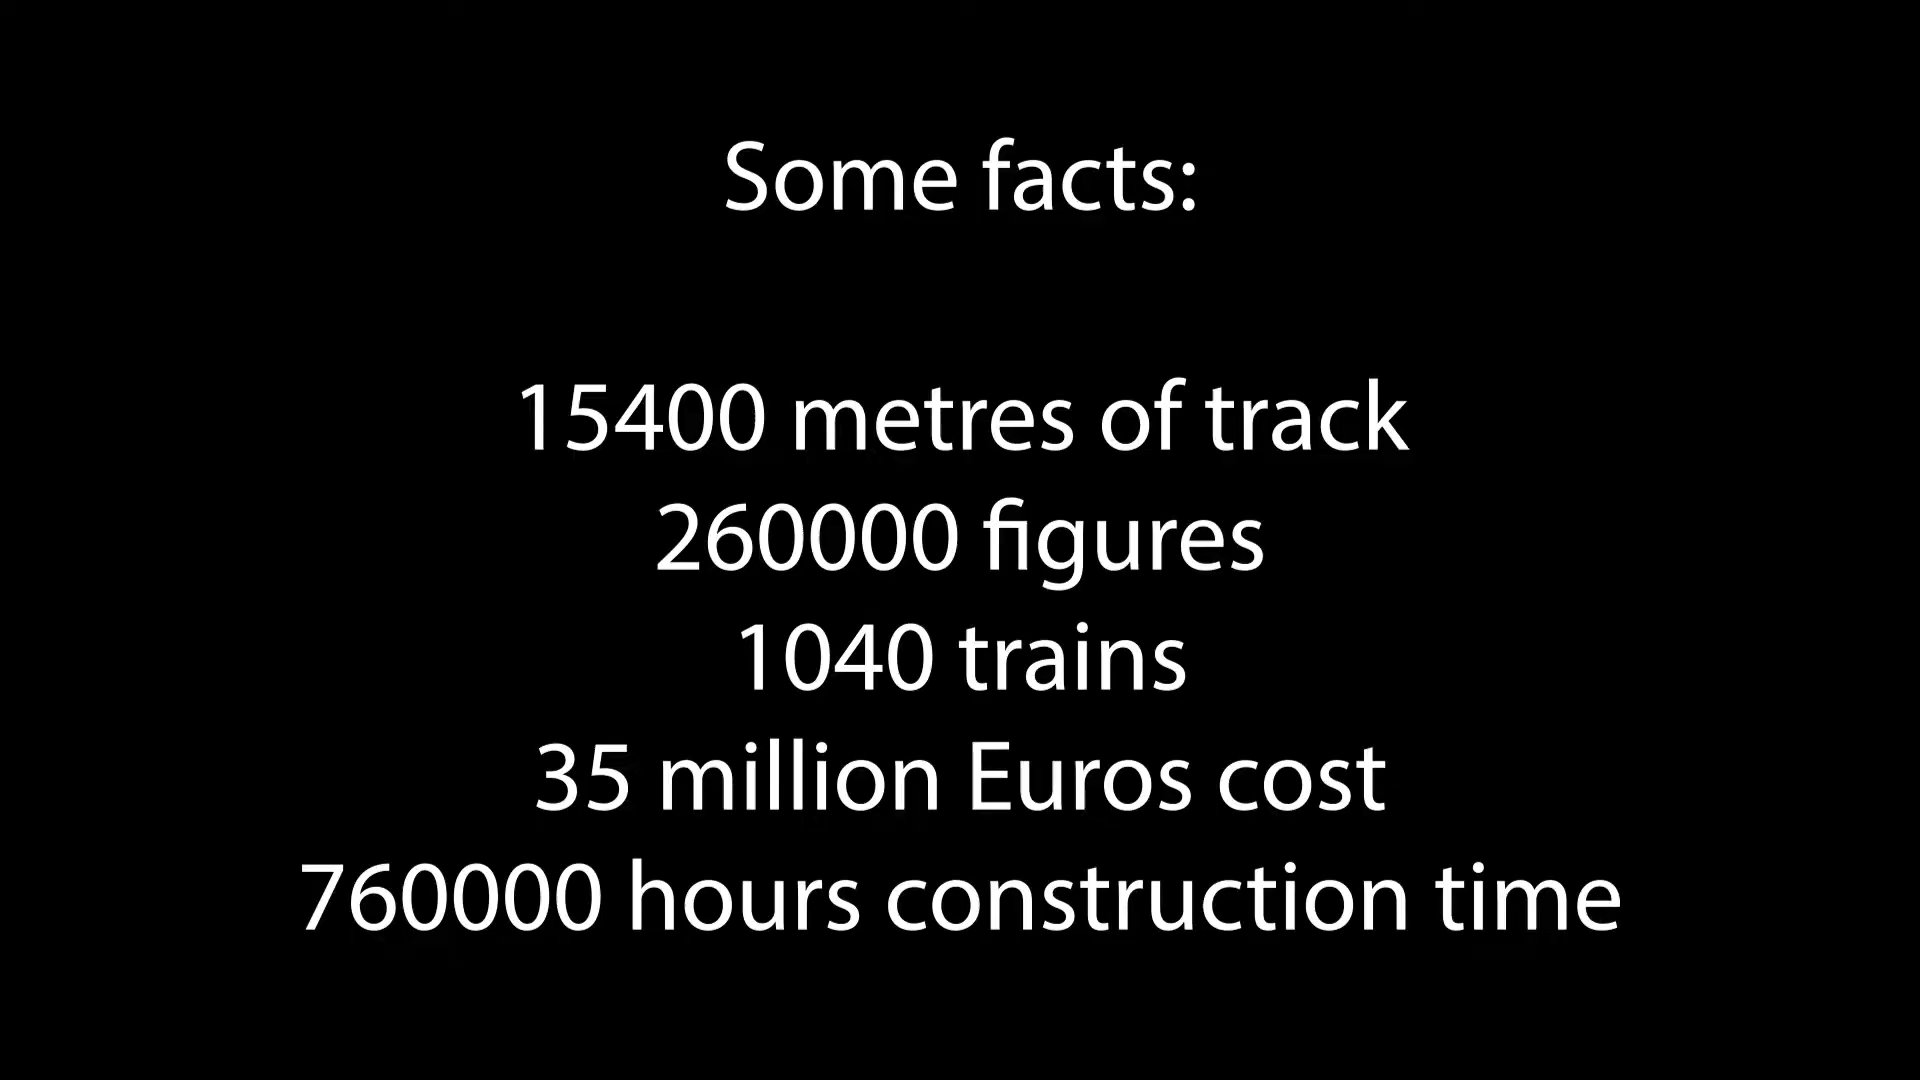 Some facts:
15400 metres of track
260000 figures
1040 trains
35 million Euros cost
760000 hours construction time